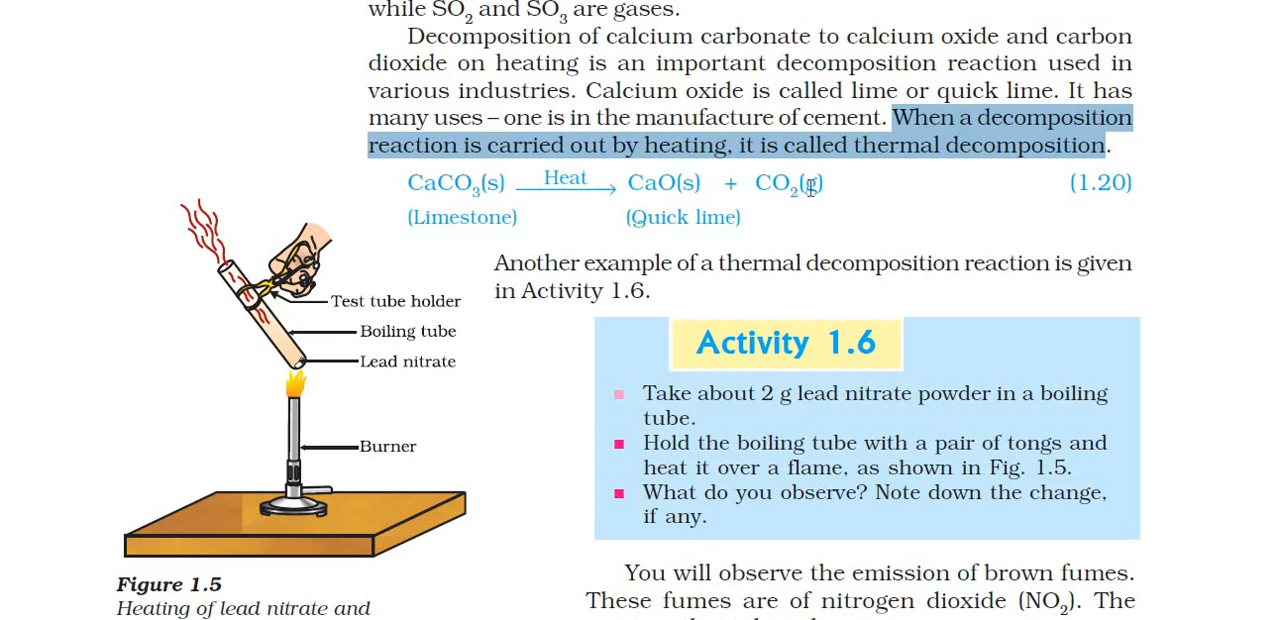 while SO₂ and SO₃ are gases.
Decomposition of calcium carbonate to calcium oxide and carbon
dioxide on heating is an important decomposition reaction used in
various industries. Calcium oxide is called lime or quick lime. It has
many uses – one is in the manufacture of cement. When a decomposition
reaction is carried out by heating, it is called thermal decomposition.
CaCO₃(s) Heat→ CaO(s) + CO₂(g) (1.20)
(Limestone) (Quick lime)
Another example of a thermal decomposition reaction is given
in Activity 1.6.
Test tube holder
Boiling tube
Lead nitrate
Burner
Figure 1.5
Heating of lead nitrate and
Activity 1.6
Take about 2 g lead nitrate powder in a boiling
tube.
Hold the boiling tube with a pair of tongs and
heat it over a flame, as shown in Fig. 1.5.
What do you observe? Note down the change,
if any.
You will observe the emission of brown fumes.
These fumes are of nitrogen dioxide (NO₂). The